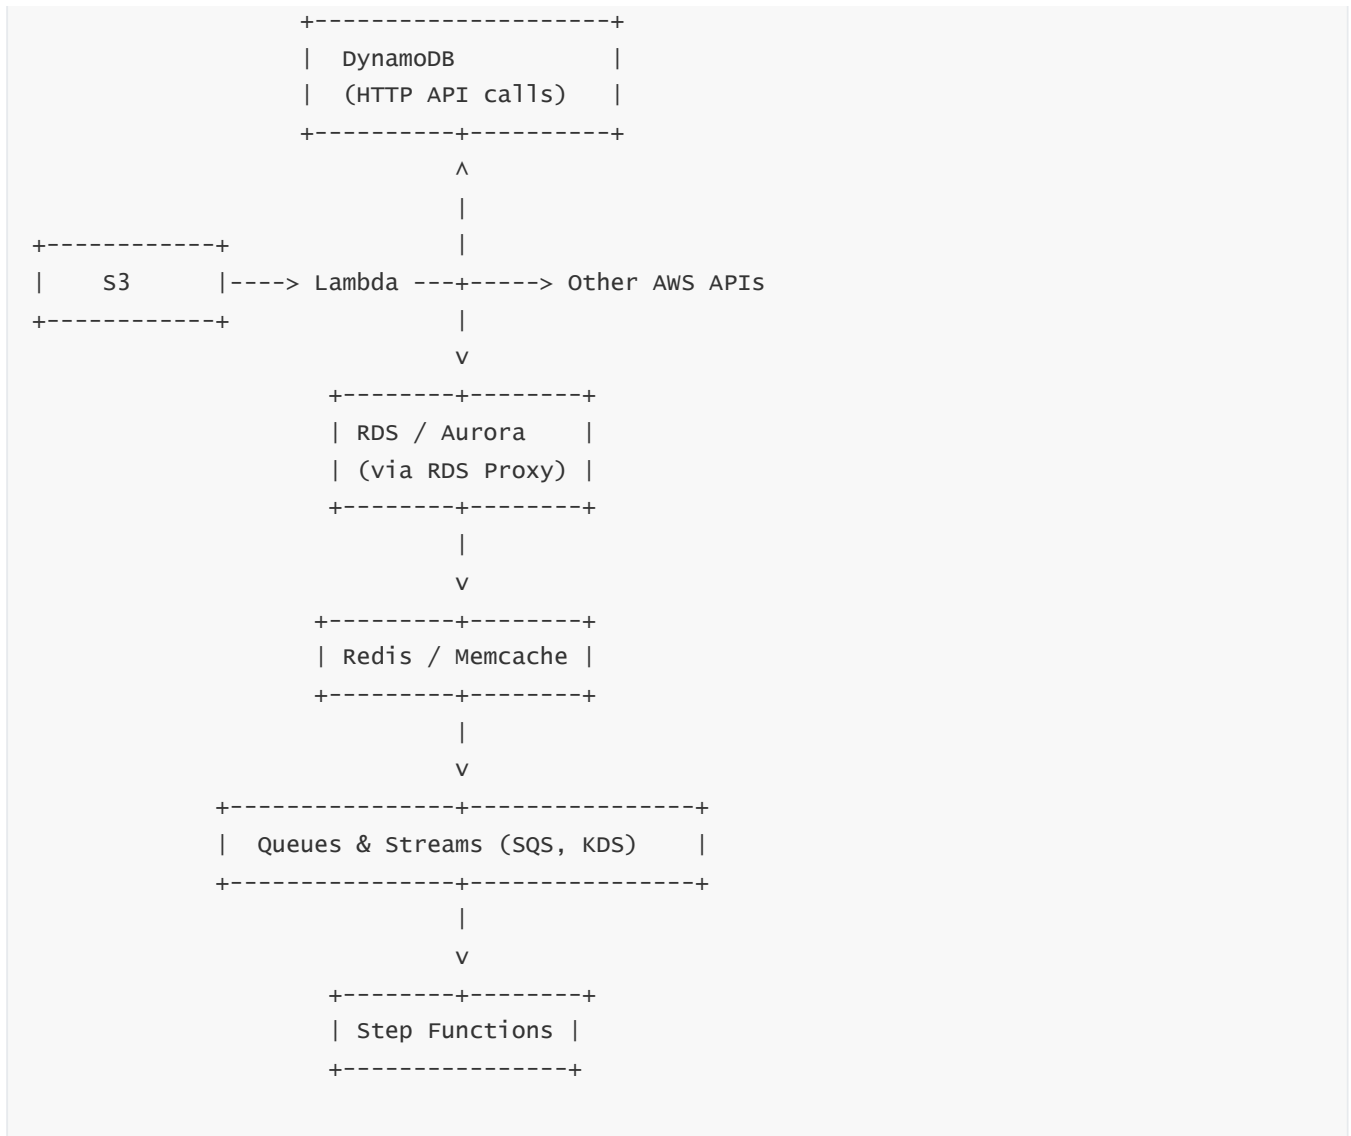 +---------------------+
| DynamoDB |
| (HTTP API calls) |
+----------+----------+
^
|
+------------+ |
| S3 |----> Lambda ---+-----> Other AWS APIs
+------------+ |
v
+--------+--------+
| RDS / Aurora |
| (via RDS Proxy) |
+--------+--------+
|
v
+---------+--------+
| Redis / Memcache |
+---------+--------+
|
v
+----------------+----------------+
| Queues & Streams (SQS, KDS) |
+----------------+----------------+
|
v
+--------+--------+
| Step Functions |
+----------------+